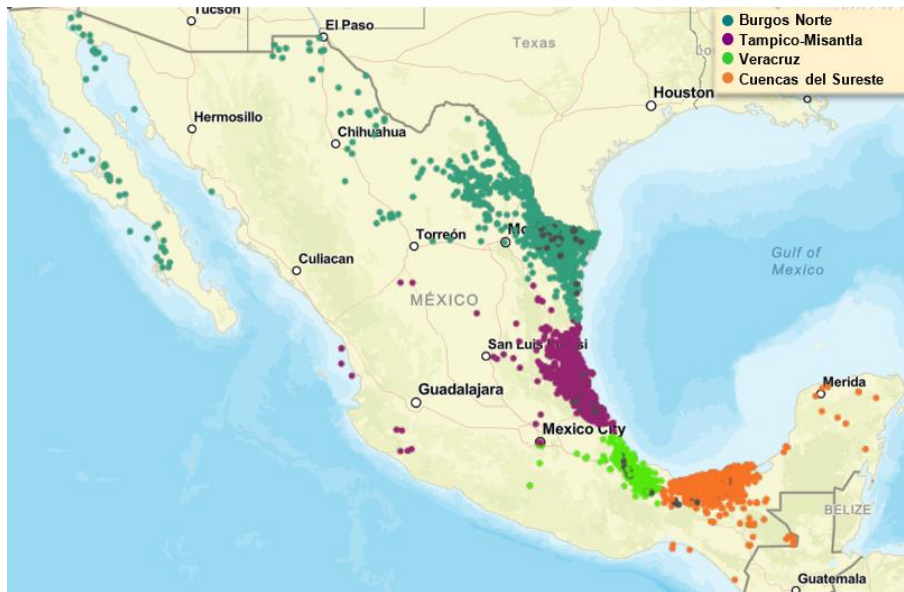 Tucson
El Paso
Texas
Burgos Norte
Tampico-Misantla
Veracruz
Cuencas del Sureste
Houston
Hermosillo
Chihuahua
Torreón
Culiacan
MÉXICO
Gulf of
Mexico
San Luis
Guadalajara
Mexico City
Merida
BELIZE
Guatemala